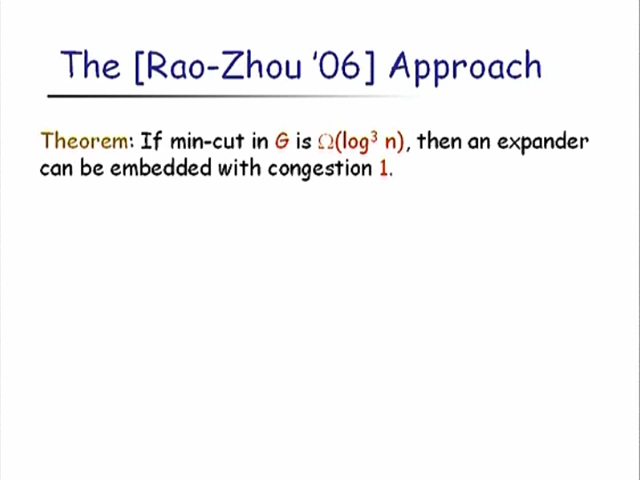 The [Rao-Zhou '06] Approach
Theorem: If min-cut in G is Ω(log³ n), then an expander
can be embedded with congestion 1.